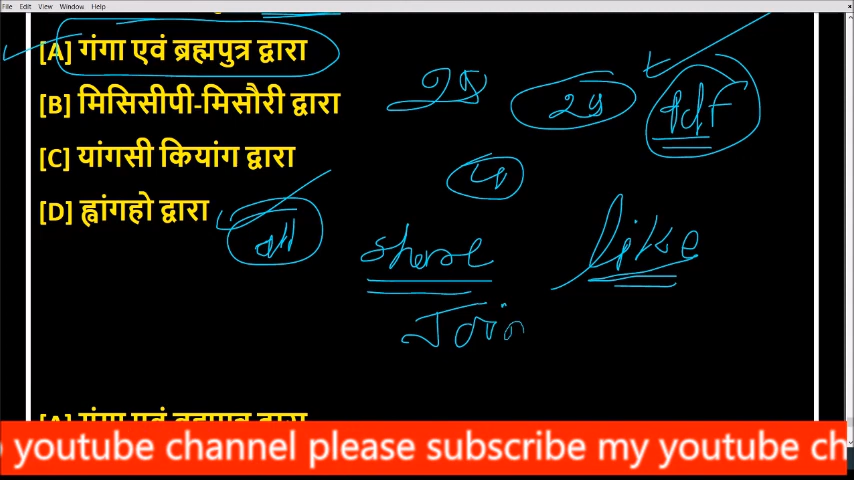 File Edit View Window Help
[A] गंगा एवं ब्रह्मपुत्र द्वारा
25
25
Pdf
[B] मिसिसीपी-मिसौरी द्वारा
[C] यांगसी कियांग द्वारा
[D] ह्वांगहो द्वारा
like
Join
youtube channel please subscribe my youtube ch